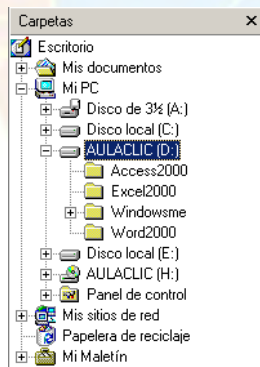 Carpetas
Escritorio
Mis documentos
Mi PC
Disco de 3½ (A:)
Disco local (C:)
AULACLIC (D:)
Access2000
Excel2000
Windowsme
Word2000
Disco local (E:)
AULACLIC (H:)
Panel de control
Mis sitios de red
Papelera de reciclaje
Mi Maletín